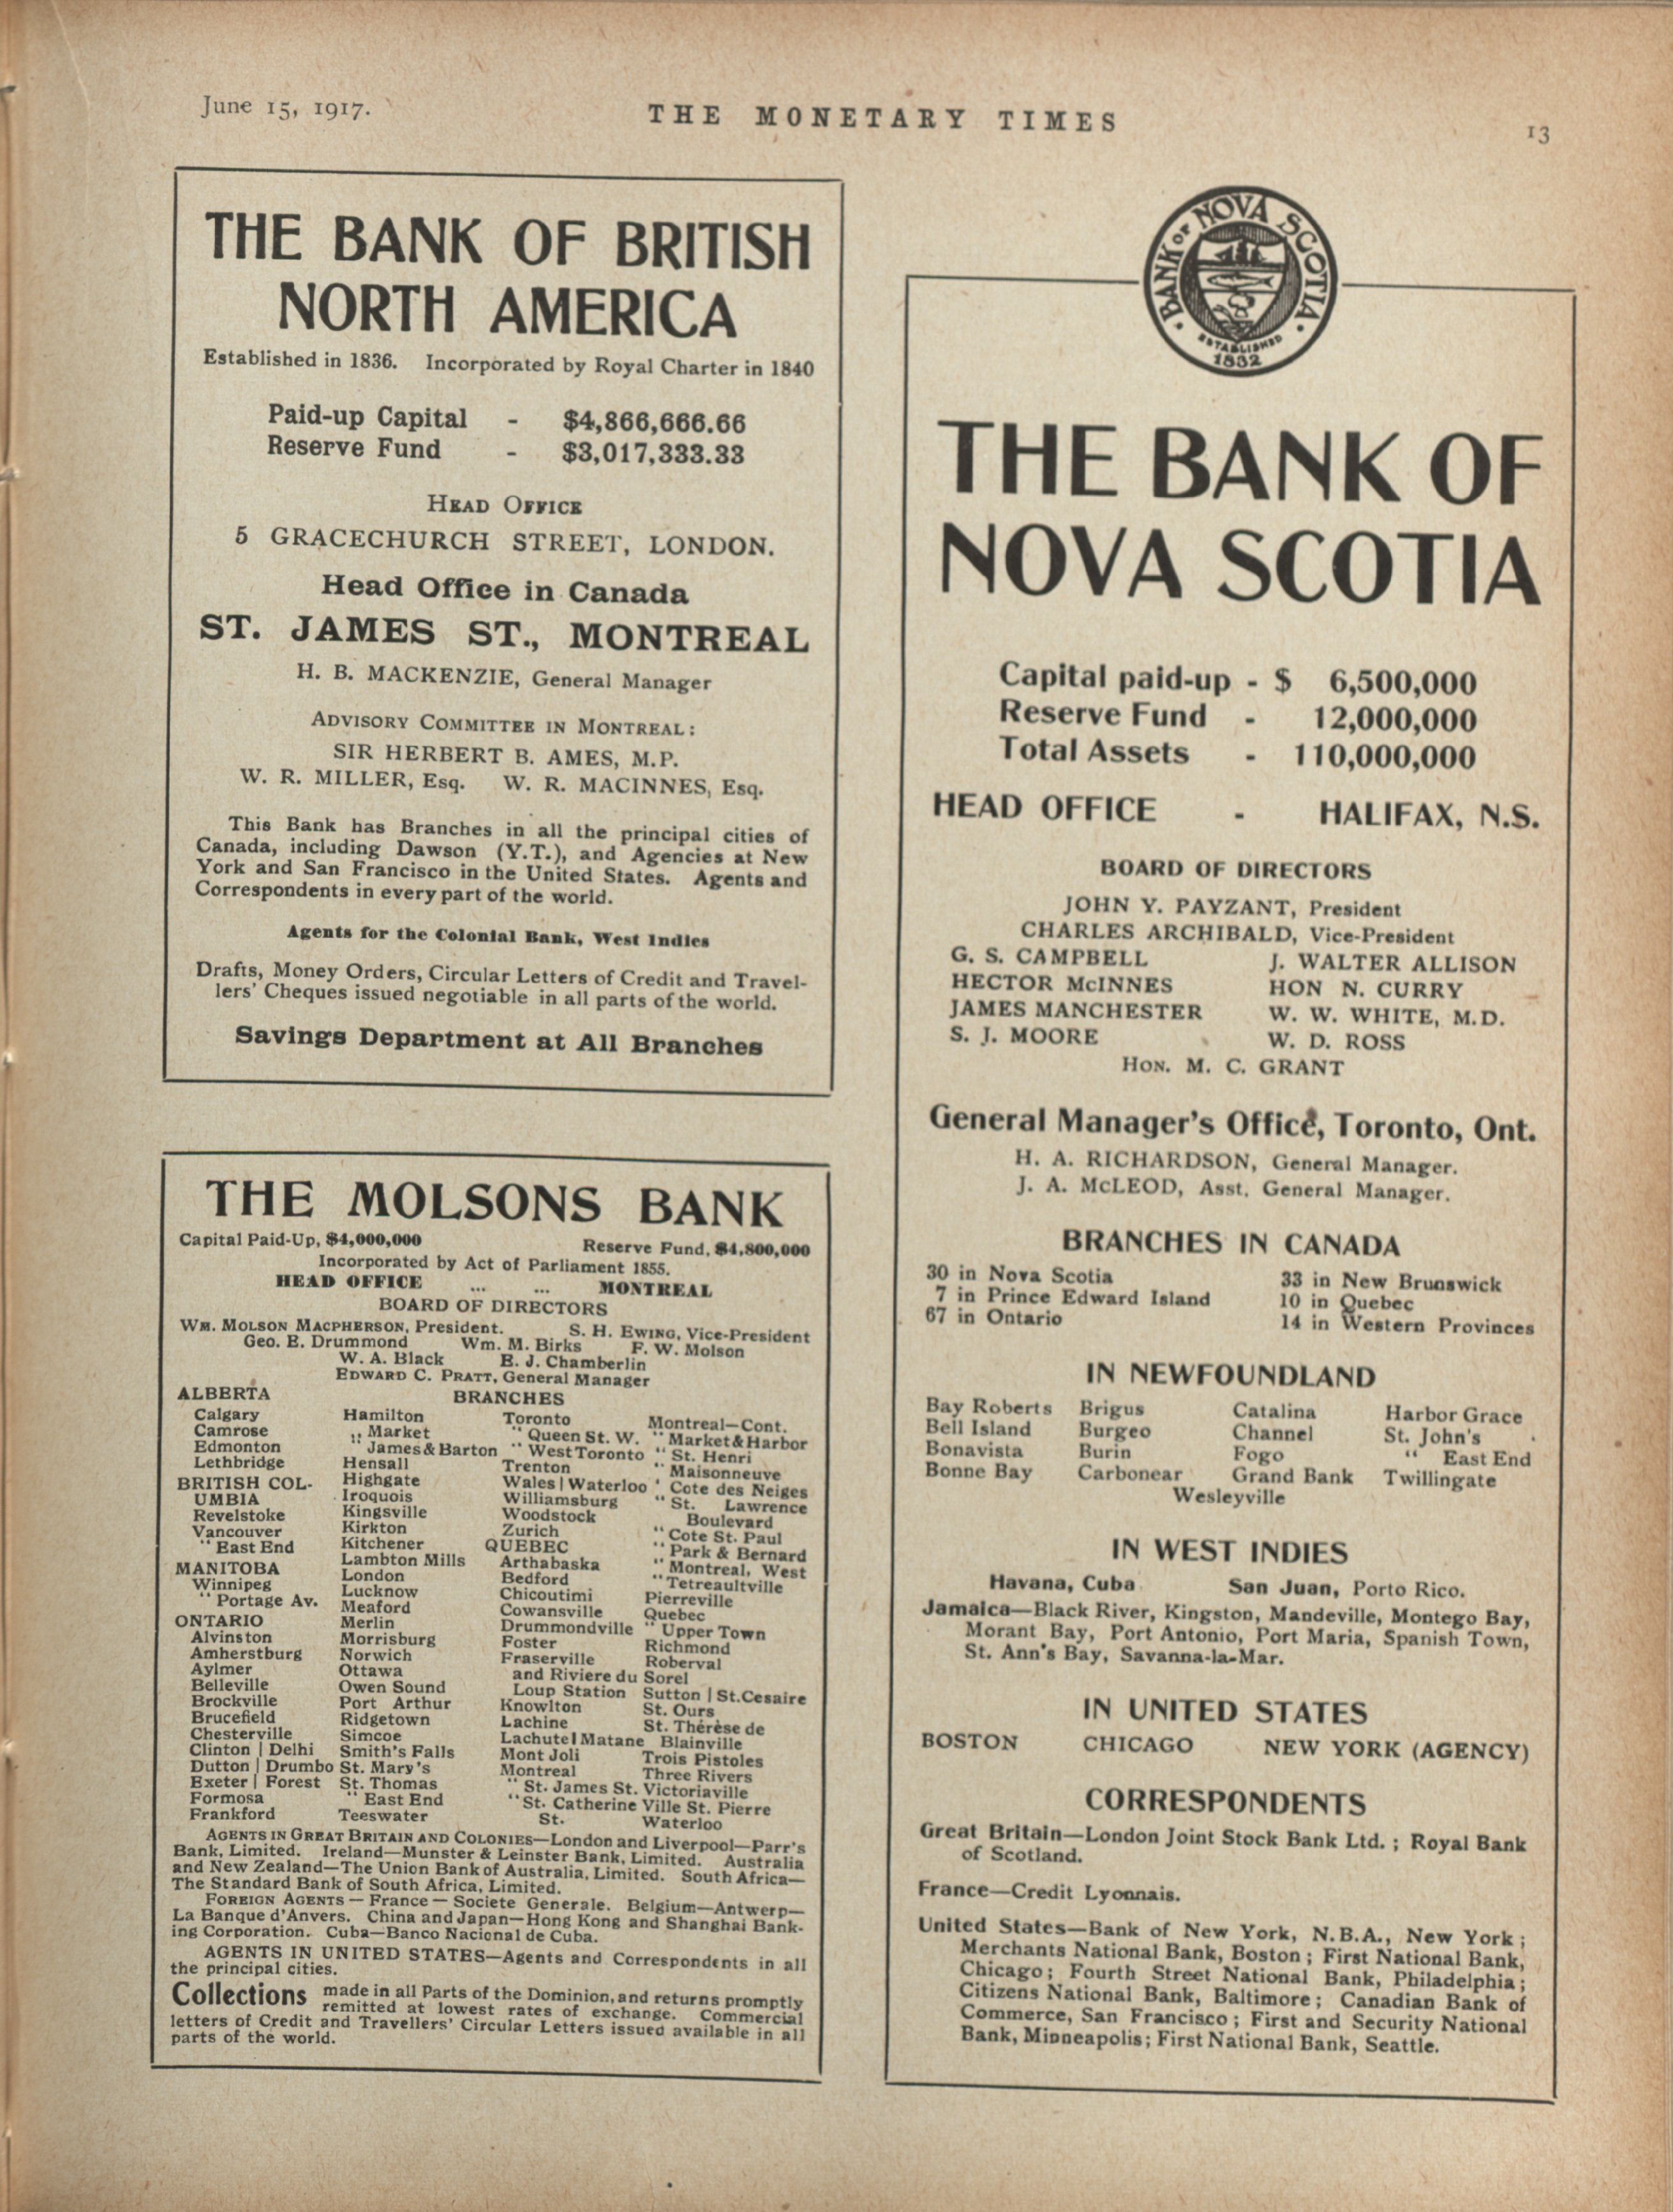 June 15, 1917.
THE MONETARY TIMES
13
THE BANK OF BRITISH
NORTH AMERICA
Established in 1836. Incorporated by Royal Charter in 1840
Paid-up Capital - $4,866,666.66
Reserve Fund - $3,017,333.33
HEAD OFFICE
5 GRACECHURCH STREET, LONDON.
Head Office in Canada
ST. JAMES ST., MONTREAL
H. B. MACKENZIE, General Manager
ADVISORY COMMITTEE IN MONTREAL:
SIR HERBERT B. AMES, M.P.
W. R. MILLER, Esq. W. R. MACINNES, Esq.
This Bank has Branches in all the principal cities of
Canada, including Dawson (Y.T.), and Agencies at New
York and San Francisco in the United States. Agents and
Correspondents in every part of the world.
Agents for the Colonial Bank, West Indies
Drafts, Money Orders, Circular Letters of Credit and Travel-
lers' Cheques issued negotiable in all parts of the world.
Savings Department at All Branches
THE MOLSONS BANK
Capital Paid-Up, $4,000,000 Reserve Fund, $4,800,000
Incorporated by Act of Parliament 1855.
HEAD OFFICE ... ... MONTREAL
BOARD OF DIRECTORS
WM. MOLSON MACPHERSON, President. S. H. EWING, Vice-President
Geo. E. Drummond Wm. M. Birks F. W. Molson
W. A. Black E. J. Chamberlin
EDWARD C. PRATT, General Manager
BRANCHES
ALBERTA
Calgary
Camrose
Edmonton
Lethbridge
BRITISH COL-
UMBIA
Revelstoke
Vancouver
" East End
MANITOBA
Winnipeg
" Portage Av.
ONTARIO
Alvinston
Amherstburg
Aylmer
Belleville
Brockville
Brucefield
Chesterville
Clinton | Delhi
Dutton | Drumbo
Exeter | Forest
Formosa
Frankford
Hamilton
" Market
" James & Barton
Hensall
Highgate
Iroquois
Kingsville
Kirkton
Kitchener
Lambton Mills
London
Lucknow
Meaford
Merlin
Morrisburg
Norwich
Ottawa
Owen Sound
Port Arthur
Ridgetown
Simcoe
Smith's Falls
St. Mary's
St. Thomas
" East End
Teeswater
Toronto
" Queen St. W.
" West Toronto
Trenton
Wales | Waterloo
Williamsburg
Woodstock
Zurich
QUEBEC
Arthabaska
Bedford
Chicoutimi
Cowansville
Drummondville
Foster
Fraserville
and Riviere du
Loup Station
Knowlton
Lachine
Lachute | Matane
Mont Joli
Montreal
" St. James St.
" St. Catherine
St.
Montreal—Cont.
" Market & Harbor
" St. Henri
" Maisonneuve
' Cote des Neiges
" St. Lawrence
Boulevard
" Cote St. Paul
" Park & Bernard
" Montreal, West
" Tetreaultville
Pierreville
Quebec
" Upper Town
Richmond
Roberval
Sorel
Sutton | St. Cesaire
St. Ours
St. Thérèse de
Blainville
Trois Pistoles
Three Rivers
Victoriaville
Ville St. Pierre
Waterloo
AGENTS IN GREAT BRITAIN AND COLONIES—London and Liverpool—Parr's
Bank, Limited. Ireland—Munster & Leinster Bank, Limited. Australia
and New Zealand—The Union Bank of Australia, Limited. South Africa—
The Standard Bank of South Africa, Limited.
FOREIGN AGENTS — France — Societe Generale. Belgium—Antwerp—
La Banque d'Anvers. China and Japan—Hong Kong and Shanghai Bank-
ing Corporation. Cuba—Banco Nacional de Cuba.
AGENTS IN UNITED STATES—Agents and Correspondents in all
the principal cities.
Collections made in all Parts of the Dominion, and returns promptly
remitted at lowest rates of exchange. Commercial
letters of Credit and Travellers' Circular Letters issued available in all
parts of the world.
BANK OF NOVA SCOTIA
ESTABLISHED
1832
THE BANK OF
NOVA SCOTIA
Capital paid-up - $ 6,500,000
Reserve Fund - 12,000,000
Total Assets - 110,000,000
HEAD OFFICE - HALIFAX, N.S.
BOARD OF DIRECTORS
JOHN Y. PAYZANT, President
CHARLES ARCHIBALD, Vice-President
G. S. CAMPBELL J. WALTER ALLISON
HECTOR McINNES HON N. CURRY
JAMES MANCHESTER W. W. WHITE, M.D.
S. J. MOORE W. D. ROSS
HON. M. C. GRANT
General Manager's Office, Toronto, Ont.
H. A. RICHARDSON, General Manager.
J. A. McLEOD, Asst. General Manager.
BRANCHES IN CANADA
30 in Nova Scotia 33 in New Brunswick
7 in Prince Edward Island 10 in Quebec
67 in Ontario 14 in Western Provinces
IN NEWFOUNDLAND
Bay Roberts Brigus Catalina Harbor Grace
Bell Island Burgeo Channel St. John's
Bonavista Burin Fogo " East End
Bonne Bay Carbonear Grand Bank Twillingate
Wesleyville
IN WEST INDIES
Havana, Cuba. San Juan, Porto Rico.
Jamaica—Black River, Kingston, Mandeville, Montego Bay,
Morant Bay, Port Antonio, Port Maria, Spanish Town,
St. Ann's Bay, Savanna-la-Mar.
IN UNITED STATES
BOSTON CHICAGO NEW YORK (AGENCY)
CORRESPONDENTS
Great Britain—London Joint Stock Bank Ltd.; Royal Bank
of Scotland.
France—Credit Lyonnais.
United States—Bank of New York, N.B.A., New York;
Merchants National Bank, Boston; First National Bank,
Chicago; Fourth Street National Bank, Philadelphia;
Citizens National Bank, Baltimore; Canadian Bank of
Commerce, San Francisco; First and Security National
Bank, Minneapolis; First National Bank, Seattle.